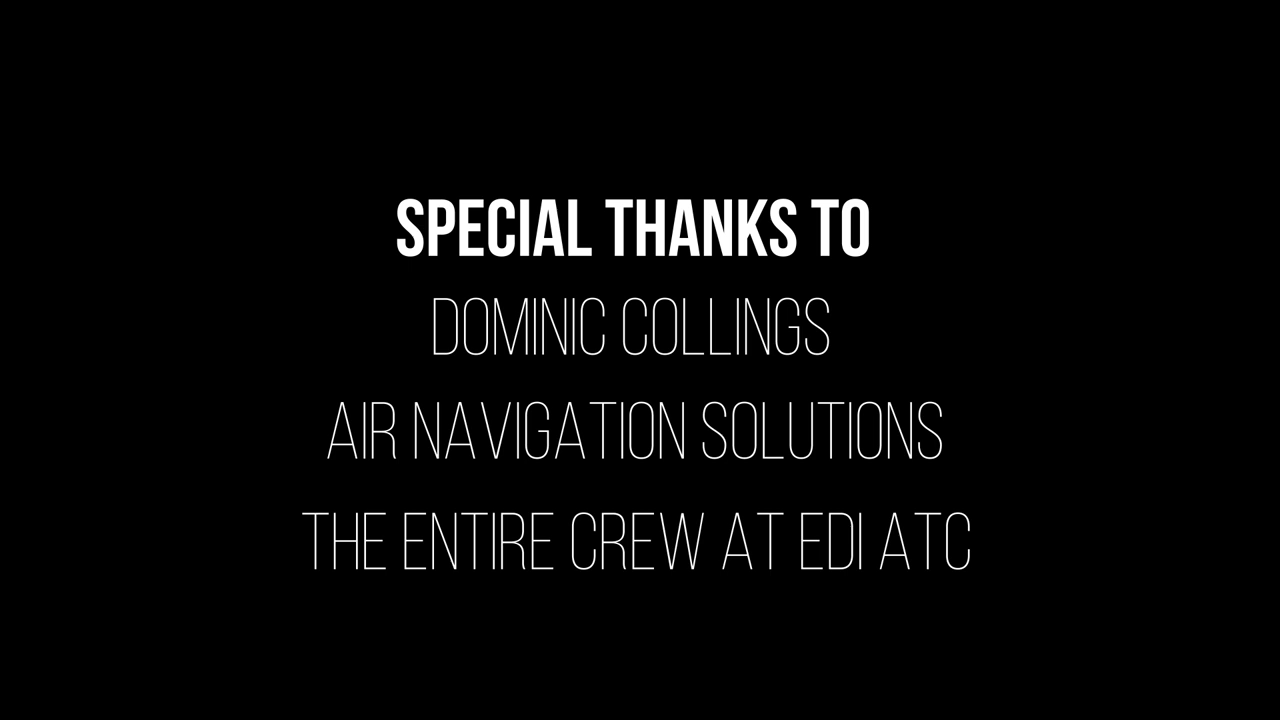 SPECIAL THANKS TO
DOMINIC COLLINGS
AIR NAVIGATION SOLUTIONS
THE ENTIRE CREW AT EDI ATC